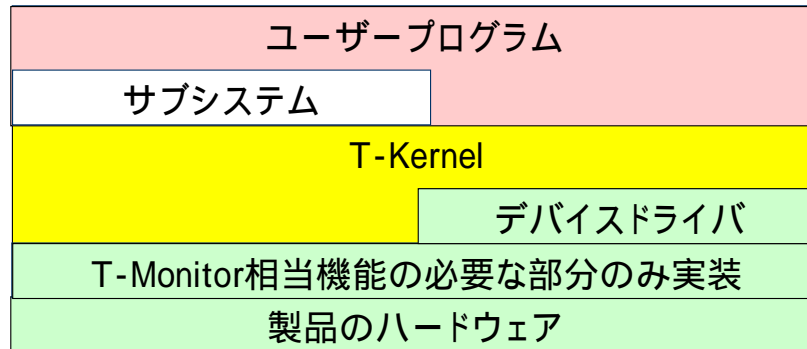 ユーザープログラム
サブシステム
T-Kernel
デバイスドライバ
T-Monitor相当機能の必要な部分のみ実装
製品のハードウェア